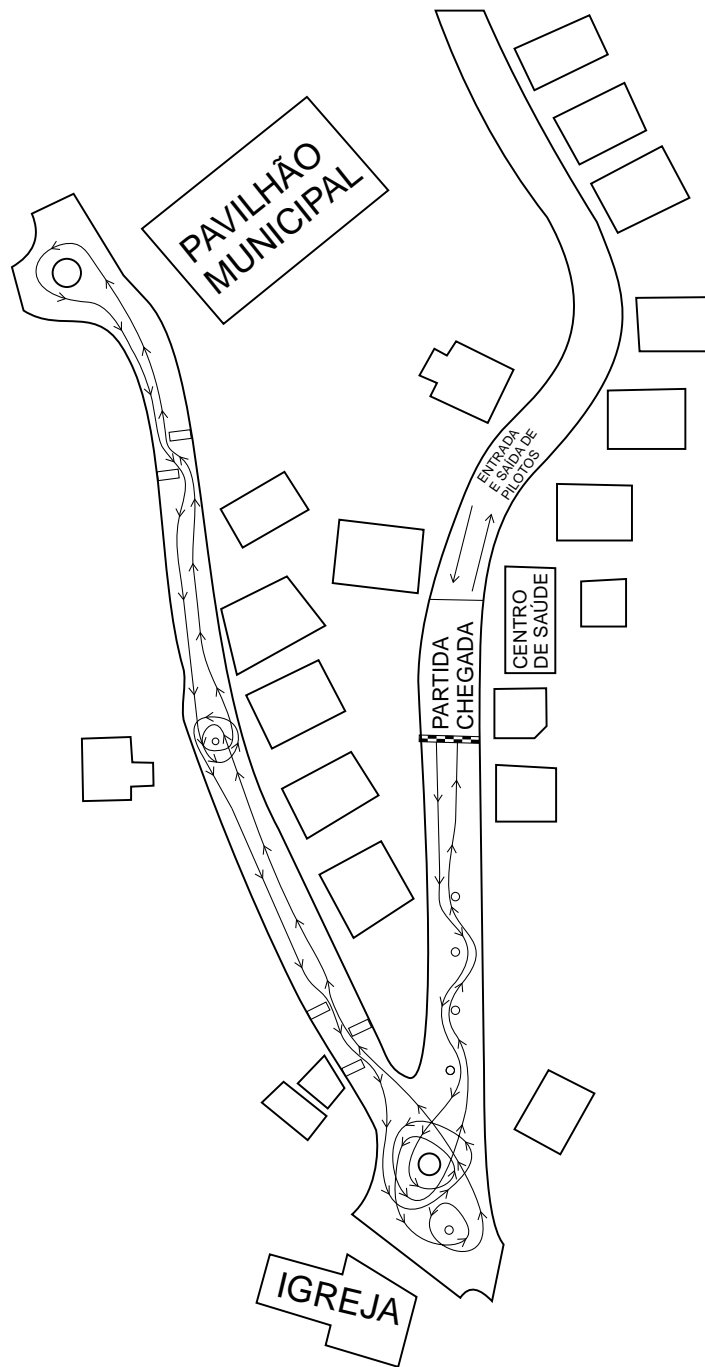 PAVILHÃO
MUNICIPAL
ENTRADA
E SAÍDA DE
PILOTOS
CENTRO
DE SAÚDE
PARTIDA
CHEGADA
IGREJA